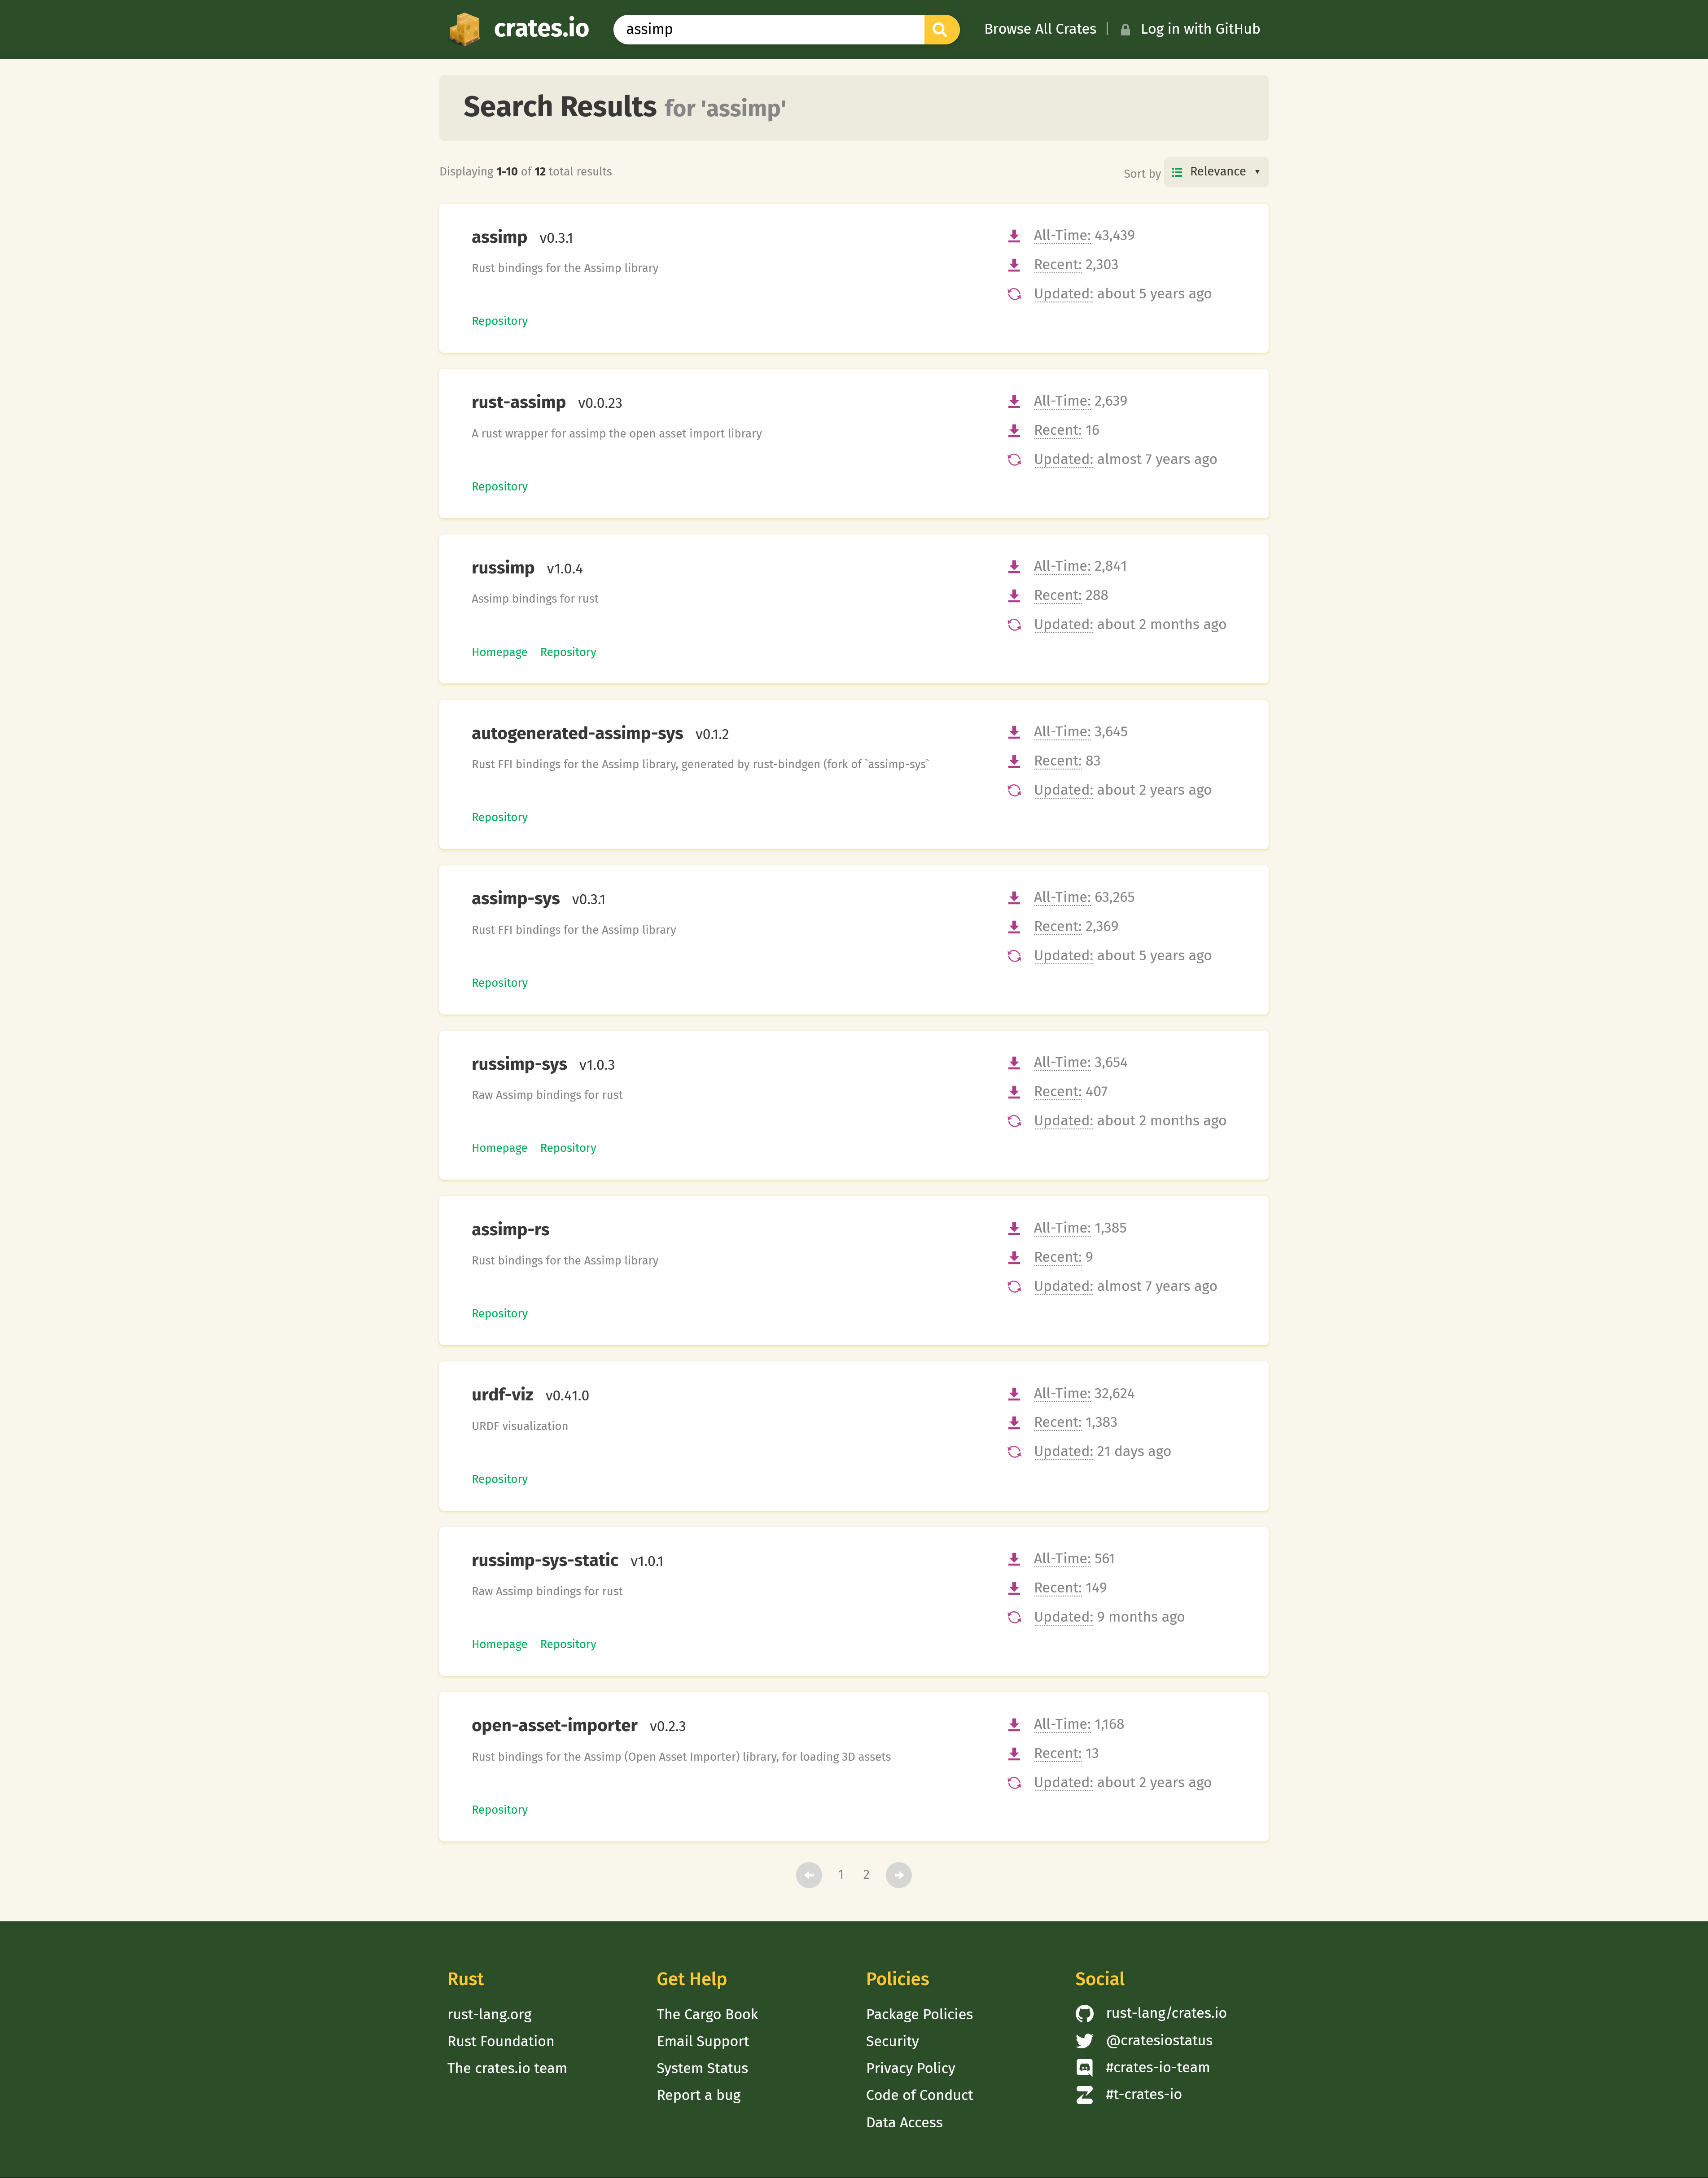 crates.io
assimp
Browse All Crates | Log in with GitHub
Search Results for 'assimp'
Displaying 1-10 of 12 total results
Sort by Relevance
assimp v0.3.1
Rust bindings for the Assimp library
Repository
All-Time: 43,439
Recent: 2,303
Updated: about 5 years ago
rust-assimp v0.0.23
A rust wrapper for assimp the open asset import library
Repository
All-Time: 2,639
Recent: 16
Updated: almost 7 years ago
russimp v1.0.4
Assimp bindings for rust
Homepage Repository
All-Time: 2,841
Recent: 288
Updated: about 2 months ago
autogenerated-assimp-sys v0.1.2
Rust FFI bindings for the Assimp library, generated by rust-bindgen (fork of `assimp-sys`
Repository
All-Time: 3,645
Recent: 83
Updated: about 2 years ago
assimp-sys v0.3.1
Rust FFI bindings for the Assimp library
Repository
All-Time: 63,265
Recent: 2,369
Updated: about 5 years ago
russimp-sys v1.0.3
Raw Assimp bindings for rust
Homepage Repository
All-Time: 3,654
Recent: 407
Updated: about 2 months ago
assimp-rs
Rust bindings for the Assimp library
Repository
All-Time: 1,385
Recent: 9
Updated: almost 7 years ago
urdf-viz v0.41.0
URDF visualization
Repository
All-Time: 32,624
Recent: 1,383
Updated: 21 days ago
russimp-sys-static v1.0.1
Raw Assimp bindings for rust
Homepage Repository
All-Time: 561
Recent: 149
Updated: 9 months ago
open-asset-importer v0.2.3
Rust bindings for the Assimp (Open Asset Importer) library, for loading 3D assets
Repository
All-Time: 1,168
Recent: 13
Updated: about 2 years ago
1 2
Rust
rust-lang.org
Rust Foundation
The crates.io team
Get Help
The Cargo Book
Email Support
System Status
Report a bug
Policies
Package Policies
Security
Privacy Policy
Code of Conduct
Data Access
Social
rust-lang/crates.io
@cratesiostatus
#crates-io-team
#t-crates-io